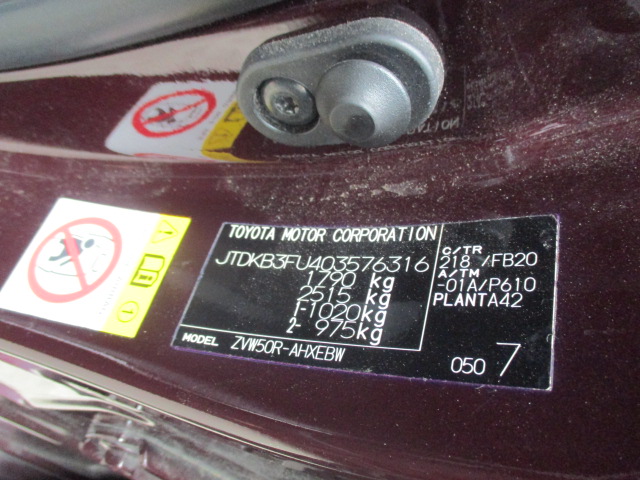 TOYOTA MOTOR CORPORATION
JTDKB3FU403576316
1790 kg
2515 kg
1-1020kg
2- 975kg
MODEL ZVW50R-AHXEBW
C/TR
218 /FB20
A/TM
-01A/P610
PLANTA42
050 7